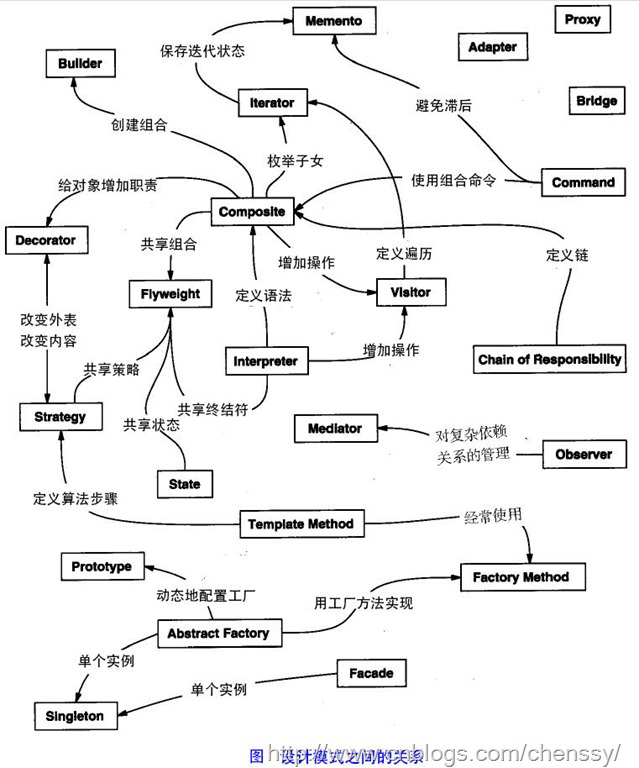 Memento
Proxy
Adapter
保存迭代状态
Builder
Iterator
Bridge
避免滞后
创建组合
枚举子女
给对象增加职责
使用组合命令
Command
Composite
Decorator
共享组合
增加操作
定义遍历
定义链
Flyweight
定义语法
Visitor
改变外表
改变内容
增加操作
Interpreter
Chain of Responsibility
共享策略
共享终结符
Strategy
共享状态
Mediator
对复杂依赖
关系的管理
Observer
State
定义算法步骤
Template Method
经常使用
Prototype
动态地配置工厂
Factory Method
用工厂方法实现
Abstract Factory
单个实例
Facade
单个实例
Singleton
图 设计模式之间的关系
http://www.cnblogs.com/chenssy/